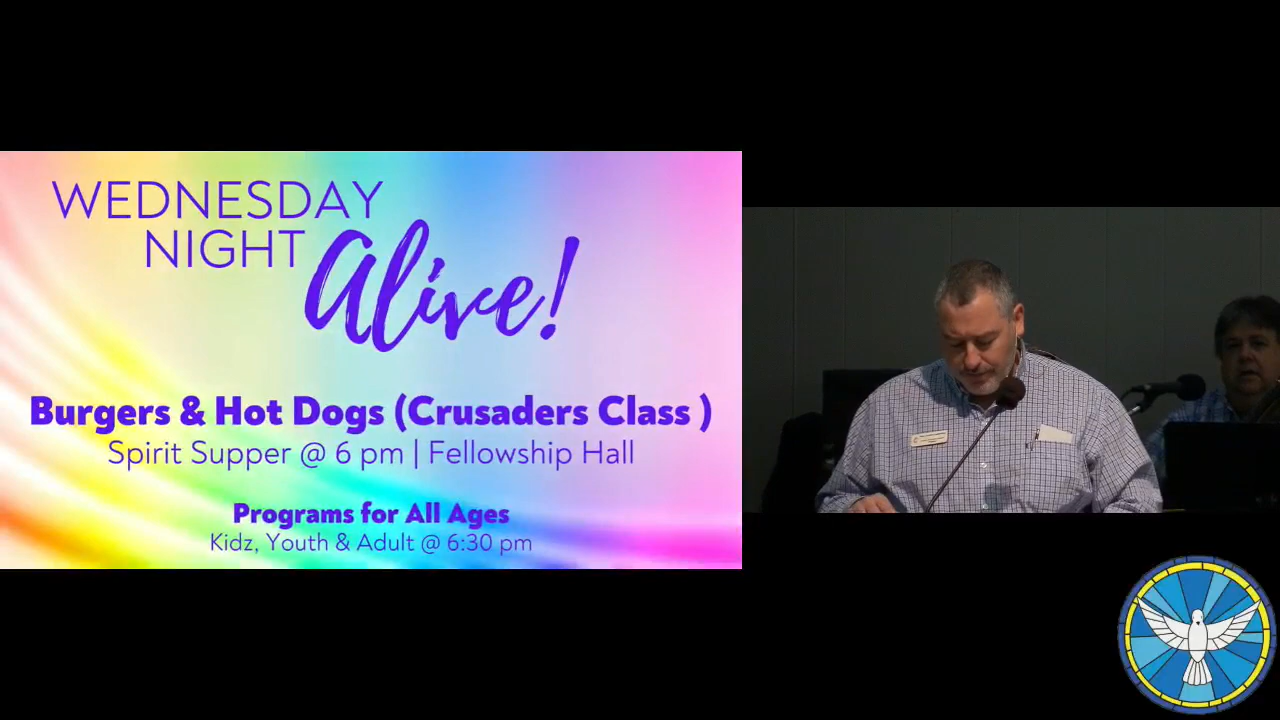 WEDNESDAY
NIGHT Alive!
Burgers & Hot Dogs (Crusaders Class )
Spirit Supper @ 6 pm | Fellowship Hall
Programs for All Ages
Kidz, Youth & Adult @ 6:30 pm